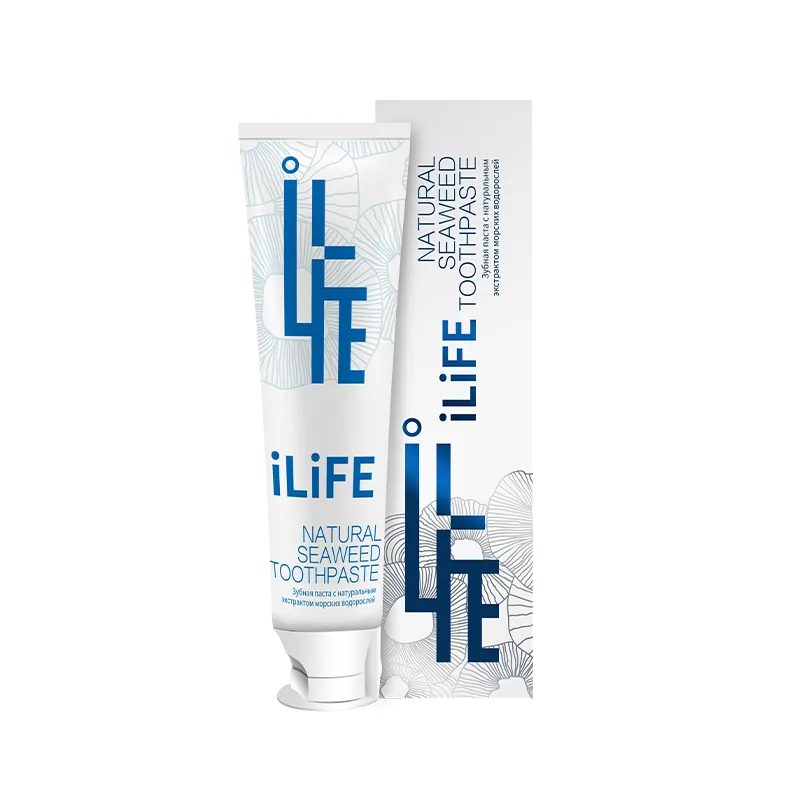 iLiFE
iLiFE
NATURAL
SEAWEED
TOOTHPASTE
Зубная паста с натуральным
экстрактом морских водорослей
NATURAL
SEAWEED
TOOTHPASTE
Зубная паста с натуральным
экстрактом морских водорослей
iLiFE
iLiFE